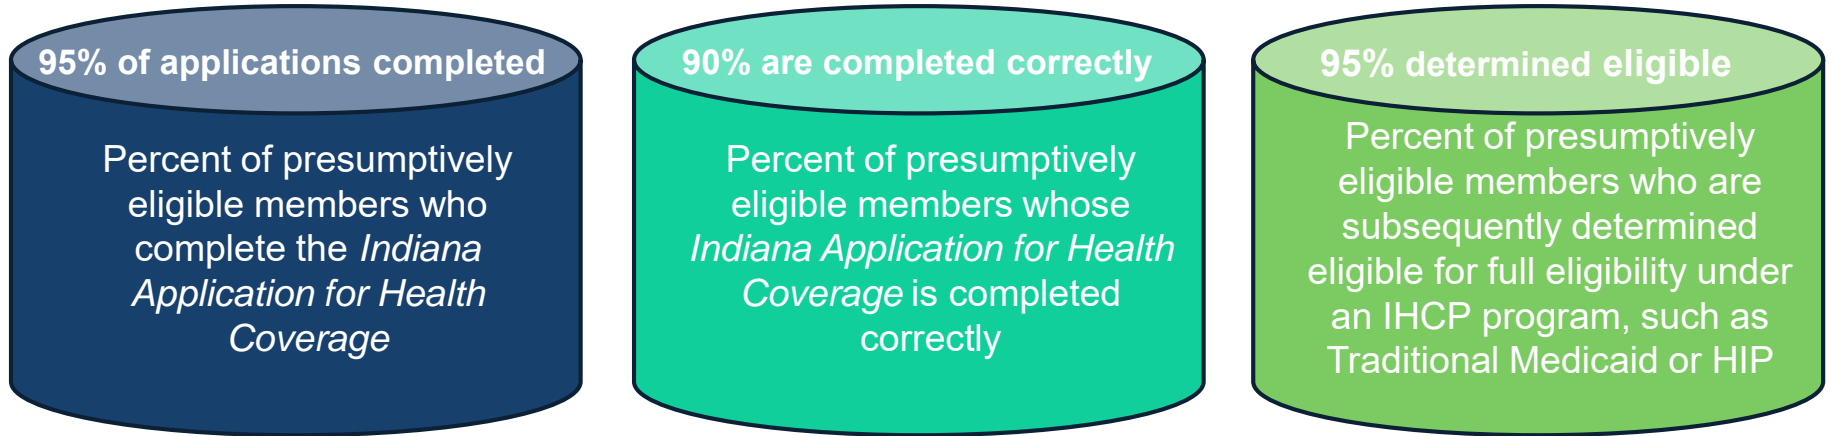 95% of applications completed
Percent of presumptively
eligible members who
complete the Indiana
Application for Health
Coverage
90% are completed correctly
Percent of presumptively
eligible members whose
Indiana Application for Health
Coverage is completed
correctly
95% determined eligible
Percent of presumptively
eligible members who are
subsequently determined
eligible for full eligibility under
an IHCP program, such as
Traditional Medicaid or HIP